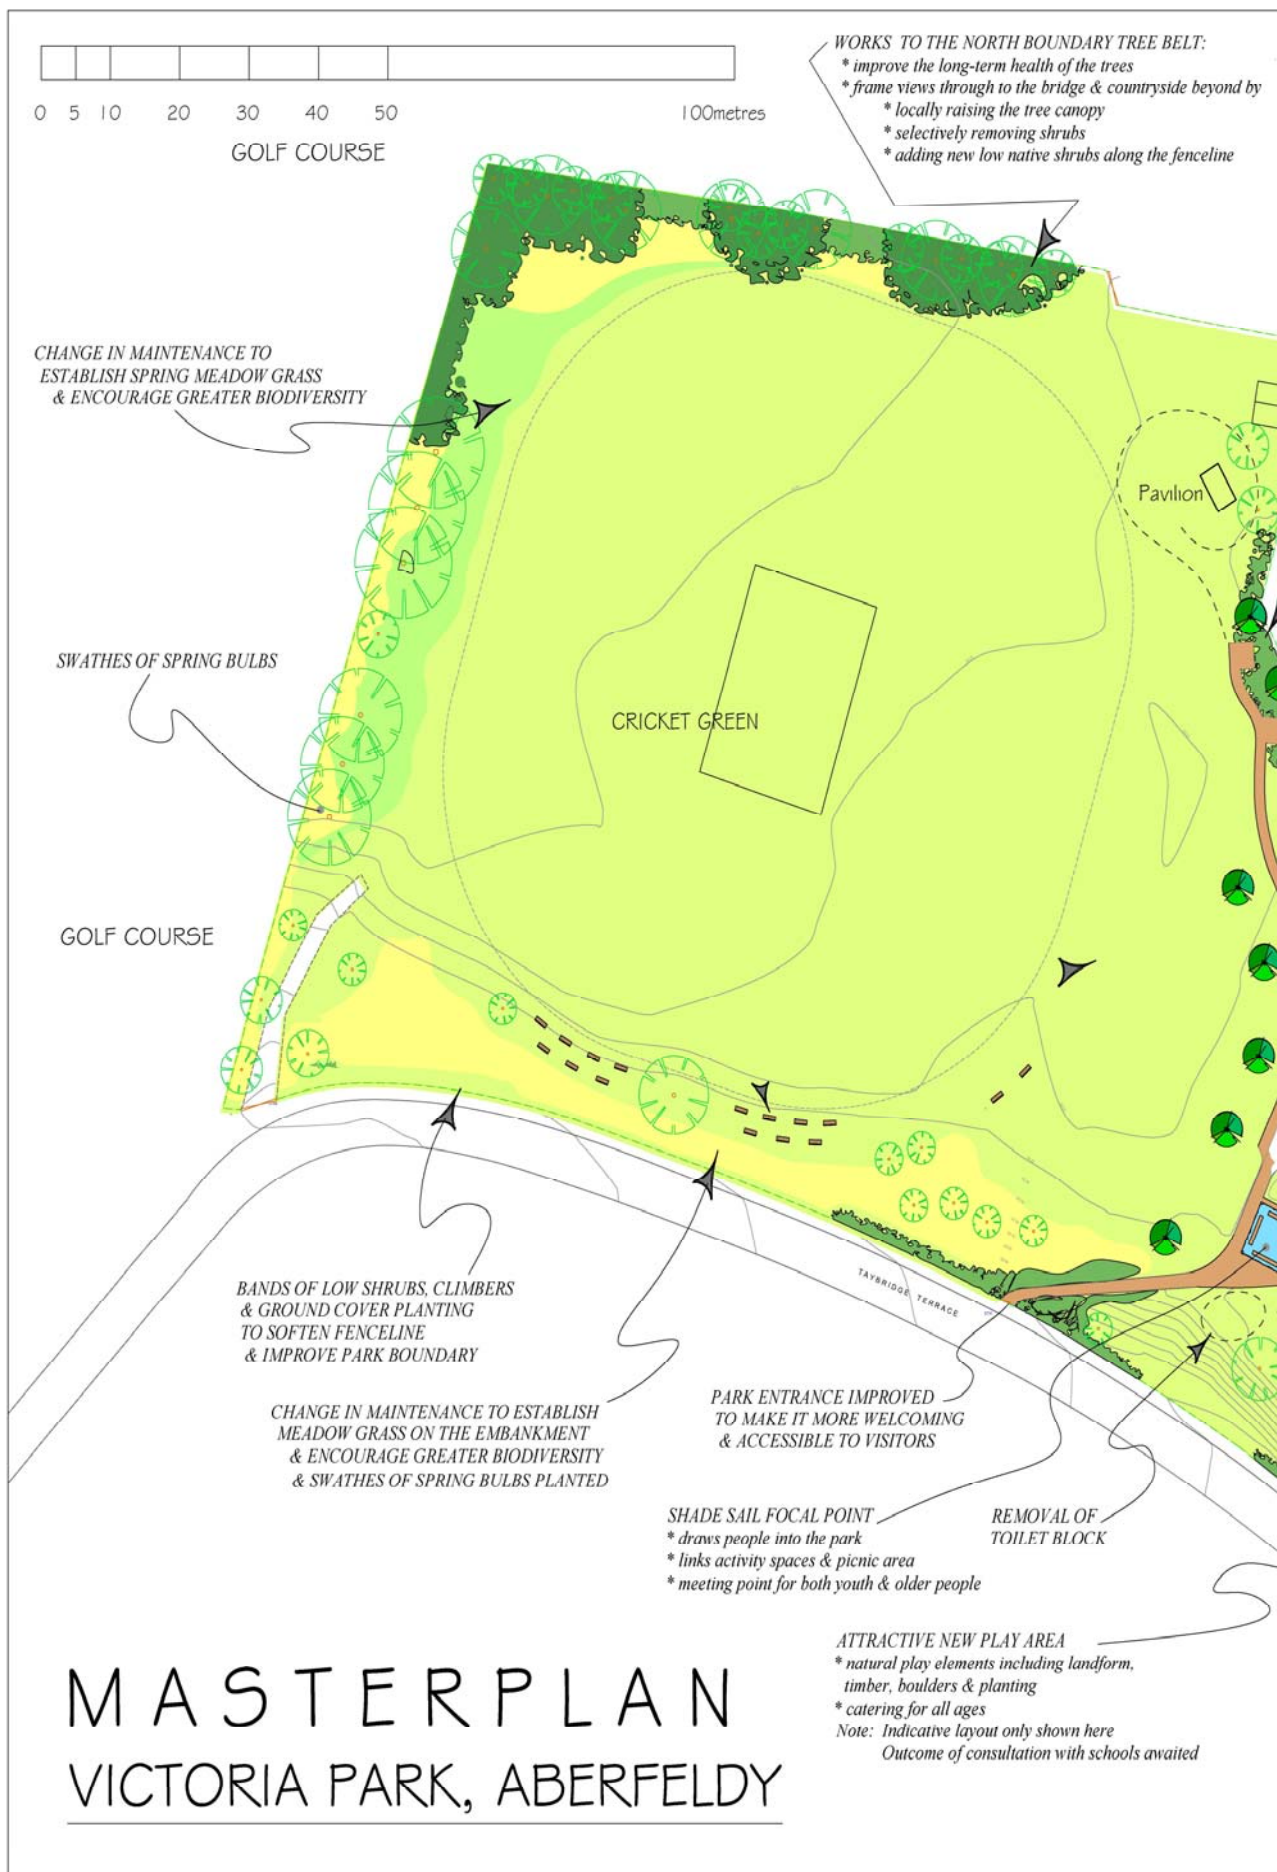 WORKS TO THE NORTH BOUNDARY TREE BELT:
* improve the long-term health of the trees
* frame views through to the bridge & countryside beyond by
* locally raising the tree canopy
* selectively removing shrubs
* adding new low native shrubs along the fenceline
0 5 10 20 30 40 50 100metres
GOLF COURSE
CHANGE IN MAINTENANCE TO
ESTABLISH SPRING MEADOW GRASS
& ENCOURAGE GREATER BIODIVERSITY
Pavilion
SWATHES OF SPRING BULBS
CRICKET GREEN
GOLF COURSE
TAYBRIDGE TERRACE
BANDS OF LOW SHRUBS, CLIMBERS
& GROUND COVER PLANTING
TO SOFTEN FENCELINE
& IMPROVE PARK BOUNDARY
CHANGE IN MAINTENANCE TO ESTABLISH
MEADOW GRASS ON THE EMBANKMENT
& ENCOURAGE GREATER BIODIVERSITY
& SWATHES OF SPRING BULBS PLANTED
PARK ENTRANCE IMPROVED
TO MAKE IT MORE WELCOMING
& ACCESSIBLE TO VISITORS
SHADE SAIL FOCAL POINT
* draws people into the park
* links activity spaces & picnic area
* meeting point for both youth & older people
REMOVAL OF
TOILET BLOCK
ATTRACTIVE NEW PLAY AREA
* natural play elements including landform,
timber, boulders & planting
* catering for all ages
Note: Indicative layout only shown here
Outcome of consultation with schools awaited
MASTERPLAN
VICTORIA PARK, ABERFELDY